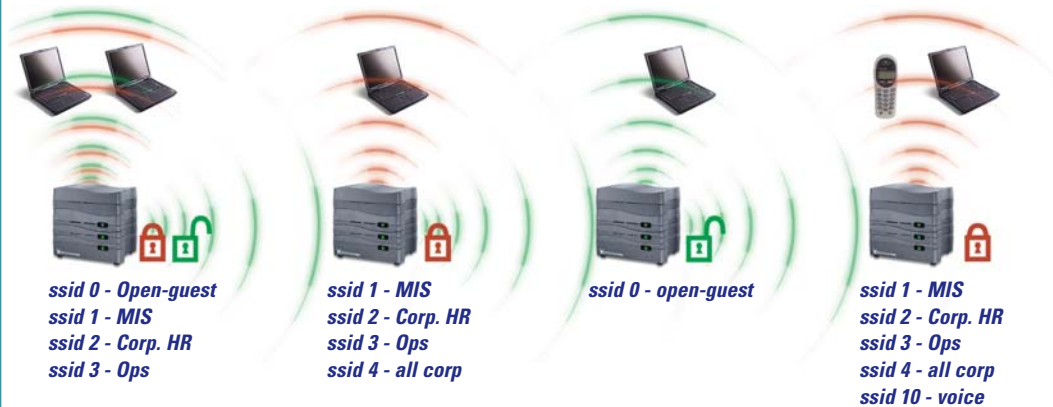 ssid 0 - Open-guest
ssid 1 - MIS
ssid 2 - Corp. HR
ssid 3 - Ops
ssid 1 - MIS
ssid 2 - Corp. HR
ssid 3 - Ops
ssid 4 - all corp
ssid 0 - open-guest
ssid 1 - MIS
ssid 2 - Corp. HR
ssid 3 - Ops
ssid 4 - all corp
ssid 10 - voice